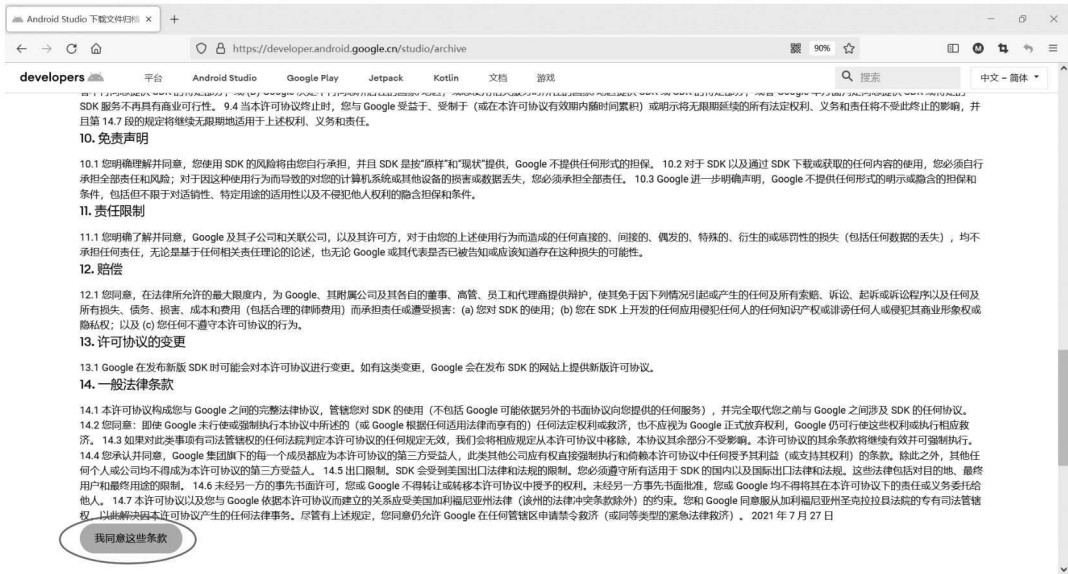 Android Studio 下载文件归档
https://developer.android.google.cn/studio/archive
90%
developers
平台
Android Studio
Google Play
Jetpack
Kotlin
文档
游戏
搜索
中文 – 简体
SDK 服务不再具有商业可行性。 9.4 当本许可协议终止时，您与 Google 受益于、受制于（或在本许可协议有效期内随时间累积）或明示将无限期延续的所有法定权利、义务和责任将不受此终止的影响，并
且第 14.7 段的规定将继续无限期地适用于上述权利、义务和责任。
10. 免责声明
10.1 您明确理解并同意，您使用 SDK 的风险将由您自行承担，并且 SDK 是按“原样”和“现状”提供，Google 不提供任何形式的担保。 10.2 对于 SDK 以及通过 SDK 下载或获取的任何内容的使用，您必须自行
承担全部责任和风险；对于因这种使用行为而导致的对您的计算机系统或其他设备的损害或数据丢失，您必须承担全部责任。 10.3 Google 进一步明确声明，Google 不提供任何形式的明示或隐含的担保和
条件，包括但不限于对适销性、特定用途的适用性以及不侵犯他人权利的隐含担保和条件。
11. 责任限制
11.1 您明确了解并同意，Google 及其子公司和关联公司，以及其许可方，对于由您的上述使用行为而造成的任何直接的、间接的、偶发的、特殊的、衍生的或惩罚性的损失（包括任何数据的丢失），均不
承担任何责任，无论是基于任何相关责任理论的论述，也无论 Google 或其代表是否已被告知或应该知道存在这种损失的可能性。
12. 赔偿
12.1 您同意，在法律所允许的最大限度内，为 Google、其附属公司及其各自的董事、高管、员工和代理商提供辩护，使其免于因下列情况引起或产生的任何及所有索赔、诉讼、起诉或诉讼程序以及任何及
所有损失、债务、损害、成本和费用（包括合理的律师费用）而承担责任或遭受损害：(a) 您对 SDK 的使用；(b) 您在 SDK 上开发的任何应用侵犯任何人的任何知识产权或诽谤任何人或侵犯其商业形象权或
隐私权；以及 (c) 您任何不遵守本许可协议的行为。
13. 许可协议的变更
13.1 Google 在发布新版 SDK 时可能会对本许可协议进行变更。如有这类变更，Google 会在发布 SDK 的网站上提供新版许可协议。
14. 一般法律条款
14.1 本许可协议构成您与 Google 之间的完整法律协议，管辖您对 SDK 的使用（不包括 Google 可能依据另外的书面协议向您提供的任何服务），并完全取代您之前与 Google 之间涉及 SDK 的任何协议。
14.2 您同意：即使 Google 未行使或强制执行本协议中所述的（或 Google 根据任何适用法律所享有的）任何法定权利或救济，也不应视为 Google 正式放弃权利，Google 仍可行使这些权利或执行相应救
济。 14.3 如果对此类事项有司法管辖权的任何法院判定本许可协议的任何规定无效，我们会将相应规定从本许可协议中移除，本协议其余部分不受影响。本许可协议的其余条款将继续有效并可强制执行。
14.4 您承认并同意，Google 集团旗下的每一个成员都应为本许可协议的第三方受益人，此类其他公司应有权直接强制执行和倚赖本许可协议中任何授予其利益（或支持其权利）的条款。除此之外，其他任
何个人或公司均不得成为本许可协议的第三方受益人。 14.5 出口限制。SDK 会受到美国出口法律和法规的限制。您必须遵守所有适用于 SDK 的国内以及国际出口法律和法规。这些法律包括对目的地、最终
用户和最终用途的限制。 14.6 未经另一方的事先书面许可，您或 Google 不得转让或转移本许可协议中授予的权利。未经另一方事先书面批准，您或 Google 均不得将其在本许可协议下的责任或义务委托给
他人。 14.7 本许可协议以及您与 Google 依据本许可协议而建立的关系应受美国加利福尼亚州法律（该州的法律冲突条款除外）的约束。您和 Google 同意服从加利福尼亚州圣克拉拉县法院的专有司法管辖
权，以此解决因本许可协议产生的任何法律事务。尽管有上述规定，您同意仍允许 Google 在任何管辖区申请禁令救济（或同等类型的紧急法律救济）。 2021 年 7 月 27 日
我同意这些条款